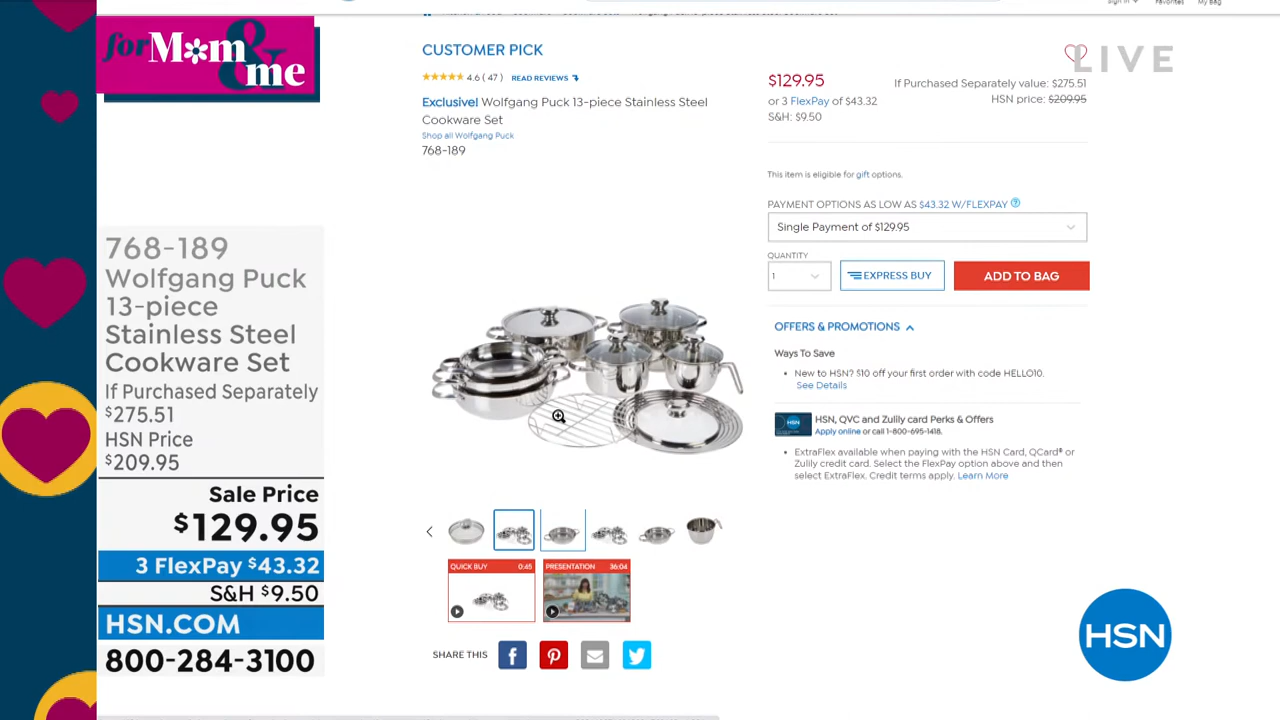 Sign In
Favorites
My Bag
for Mom
&
me
CUSTOMER PICK
4.6 (47) READ REVIEWS
Exclusive! Wolfgang Puck 13-piece Stainless Steel
Cookware Set
Shop all Wolfgang Puck
768-189
LIVE
$129.95
If Purchased Separately value: $275.51
or 3 FlexPay of $43.32
HSN price: $209.95
S&H: $9.50
This item is eligible for gift options.
PAYMENT OPTIONS AS LOW AS $43.32 W/FLEXPAY
Single Payment of $129.95
QUANTITY
1
EXPRESS BUY
ADD TO BAG
OFFERS & PROMOTIONS
Ways To Save
New to HSN? $10 off your first order with code HELLO10.
See Details
HSN, QVC and Zulily card Perks & Offers
Apply online or call 1-800-695-1418.
ExtraFlex available when paying with the HSN Card, QCard® or
Zulily credit card. Select the FlexPay option above and then
select ExtraFlex. Credit terms apply. Learn More
768-189
Wolfgang Puck
13-piece
Stainless Steel
Cookware Set
If Purchased Separately
$275.51
HSN Price
$209.95
Sale Price
$129.95
3 FlexPay $43.32
S&H $9.50
HSN.COM
800-284-3100
QUICK BUY 0:45
PRESENTATION 36:04
SHARE THIS
HSN